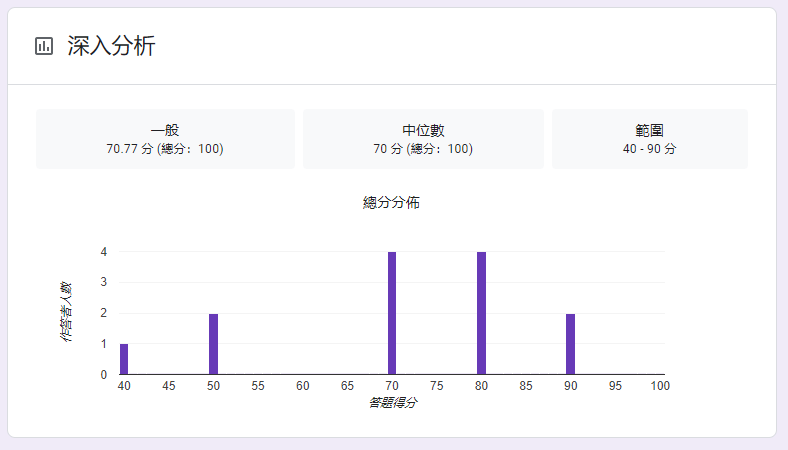 深入分析
一般
70.77 分 (總分：100)
中位數
70 分 (總分：100)
範圍
40 - 90 分
總分分佈
作答者人數
4
3
2
1
0
40 45 50 55 60 65 70 75 80 85 90 95 100
答題得分